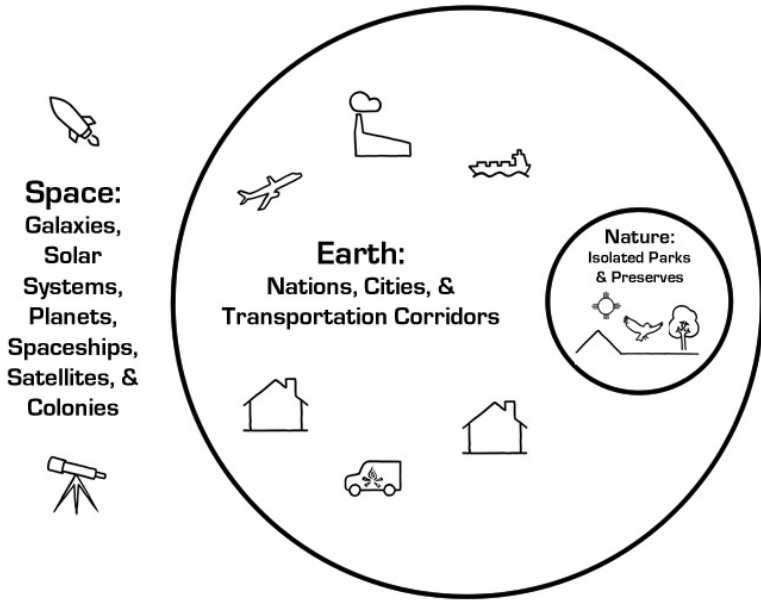 Space:
Galaxies,
Solar
Systems,
Planets,
Spaceships,
Satellites, &
Colonies
Earth:
Nations, Cities, &
Transportation Corridors
Nature:
Isolated Parks
& Preserves